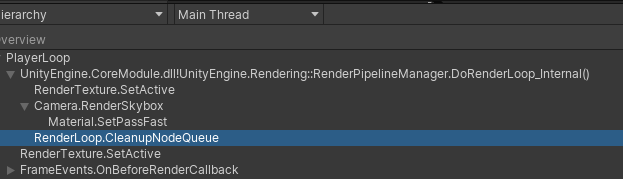 ierarchy Main Thread
Overview
PlayerLoop
UnityEngine.CoreModule.dll!UnityEngine.Rendering::RenderPipelineManager.DoRenderLoop_Internal()
RenderTexture.SetActive
Camera.RenderSkybox
Material.SetPassFast
RenderLoop.CleanupNodeQueue
RenderTexture.SetActive
FrameEvents.OnBeforeRenderCallback